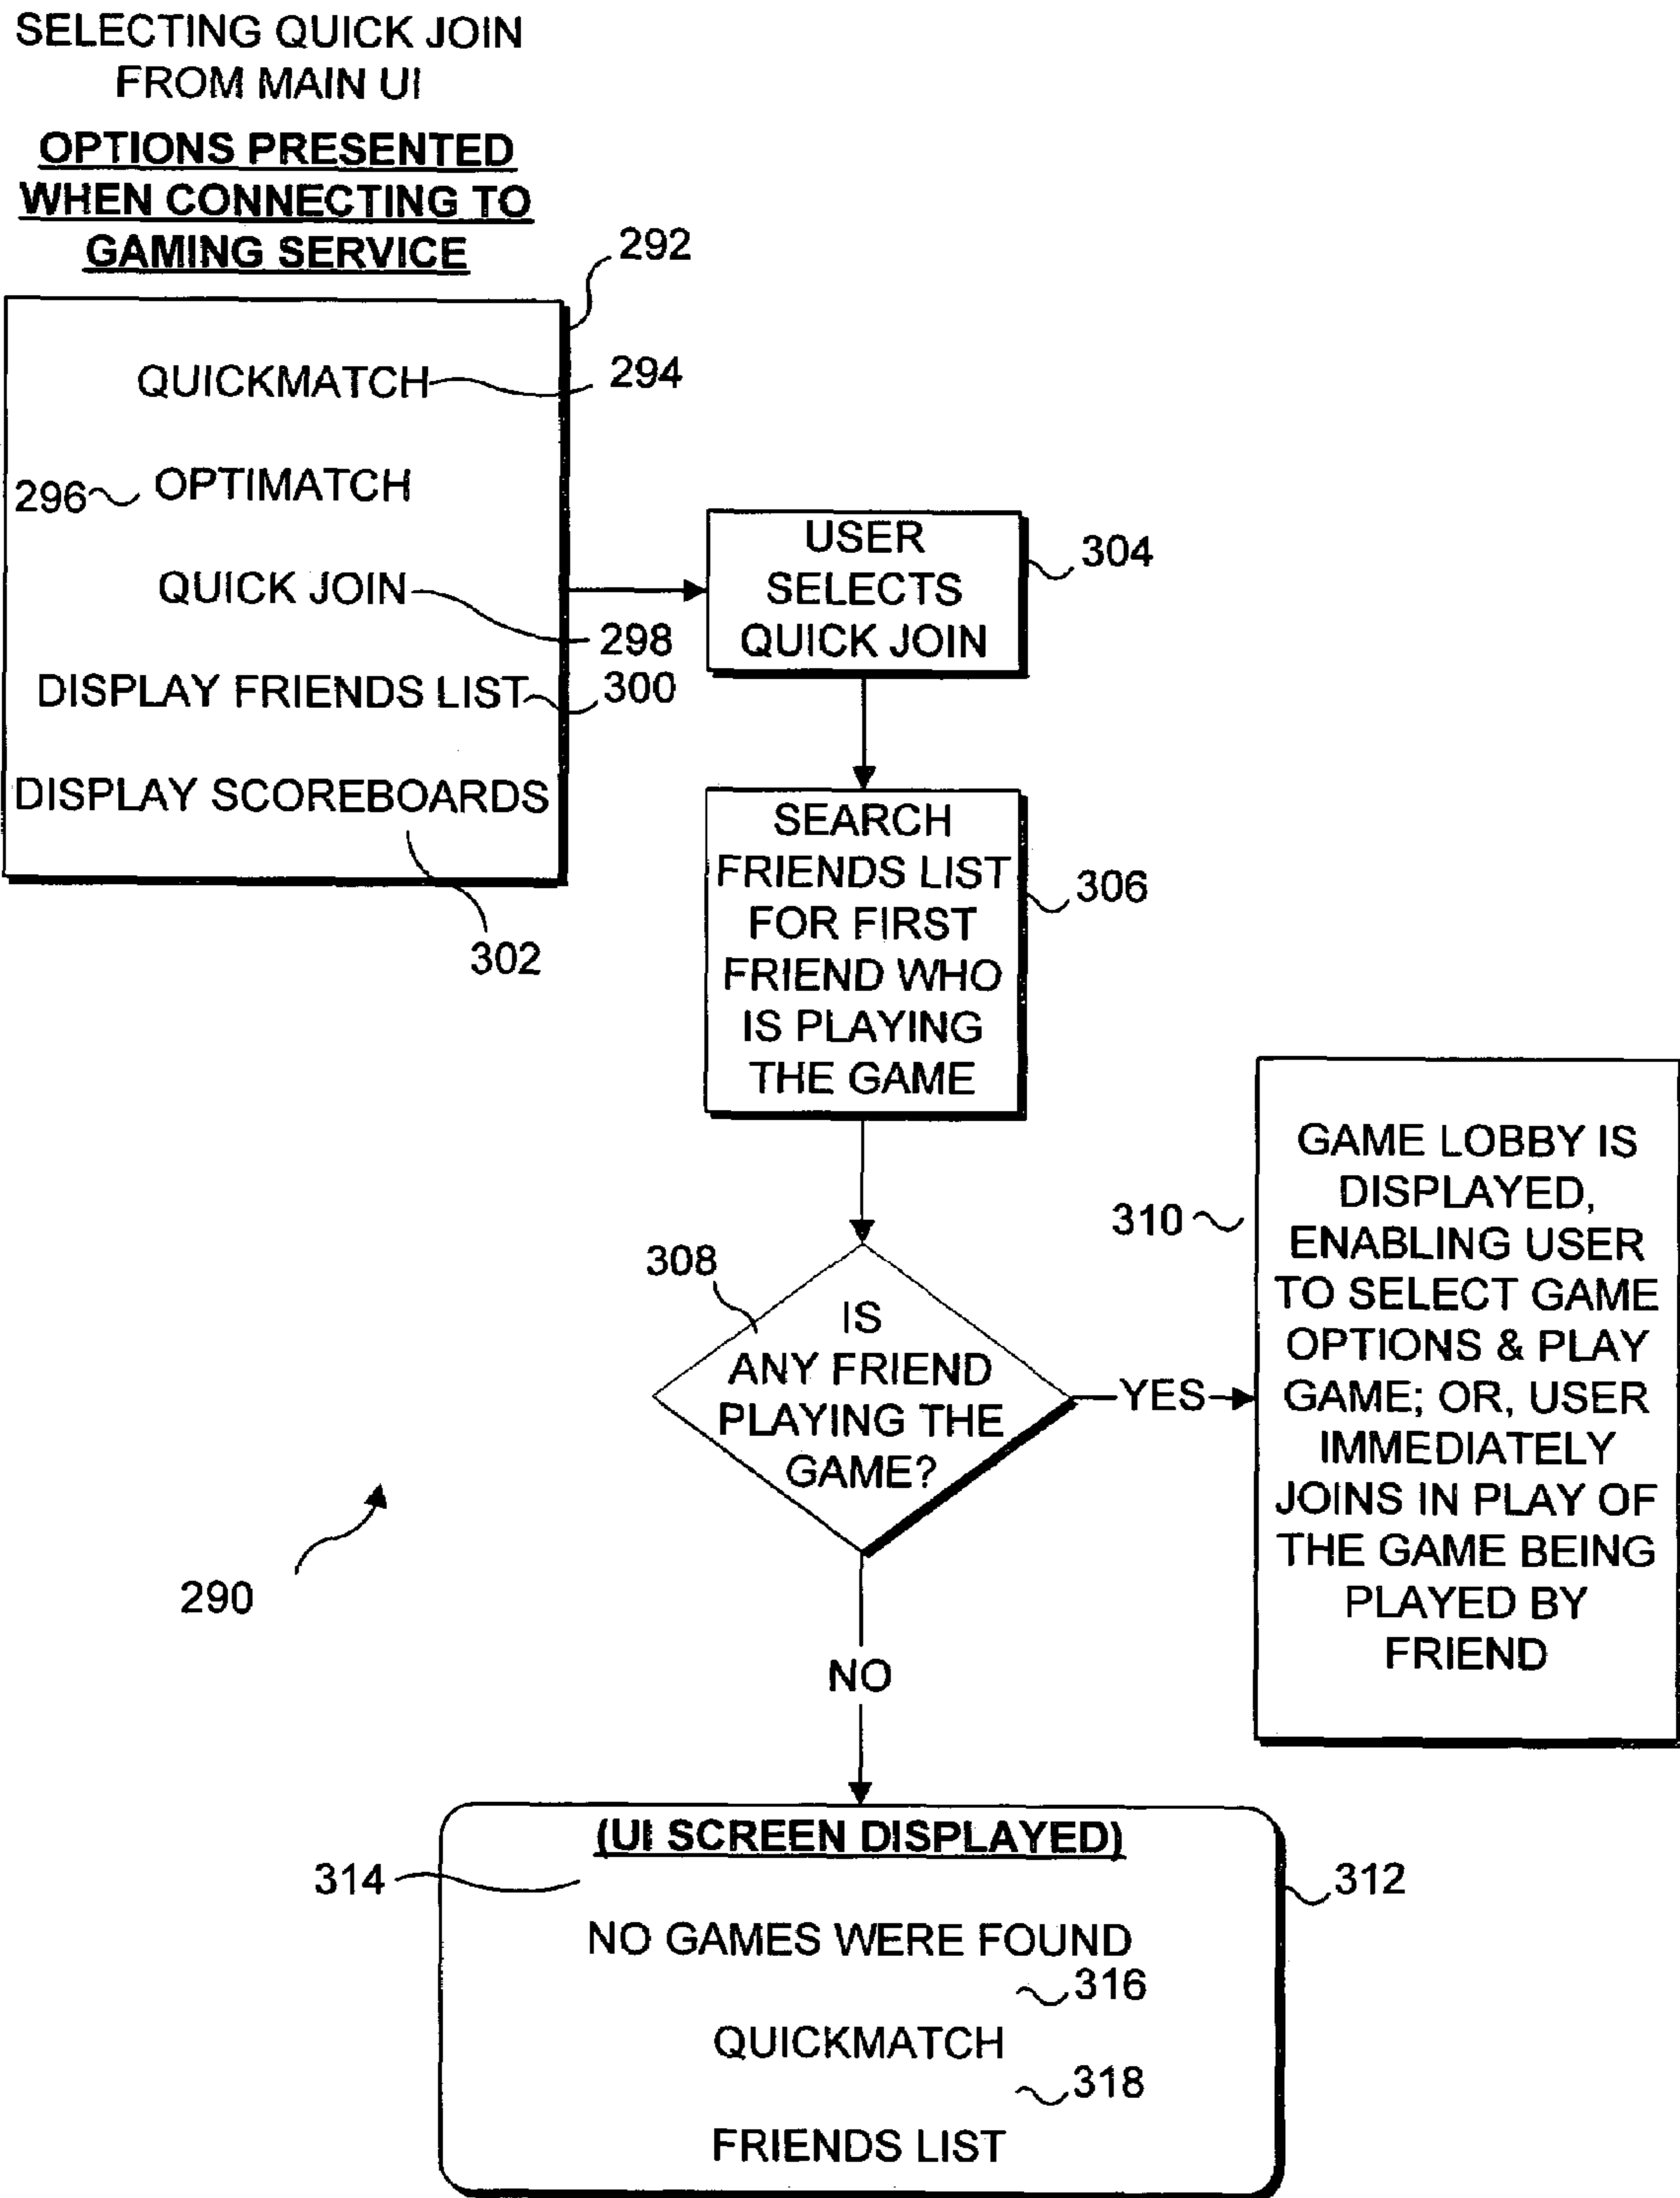 SELECTING QUICK JOIN
FROM MAIN UI
OPTIONS PRESENTED
WHEN CONNECTING TO
GAMING SERVICE
292
QUICKMATCH
294
296
OPTIMATCH
QUICK JOIN
298
DISPLAY FRIENDS LIST
300
DISPLAY SCOREBOARDS
302
USER
SELECTS
QUICK JOIN
304
SEARCH
FRIENDS LIST
FOR FIRST
FRIEND WHO
IS PLAYING
THE GAME
306
308
IS
ANY FRIEND
PLAYING THE
GAME?
YES
310
GAME LOBBY IS
DISPLAYED,
ENABLING USER
TO SELECT GAME
OPTIONS & PLAY
GAME; OR, USER
IMMEDIATELY
JOINS IN PLAY OF
THE GAME BEING
PLAYED BY
FRIEND
290
NO
(UI SCREEN DISPLAYED)
314
312
NO GAMES WERE FOUND
316
QUICKMATCH
318
FRIENDS LIST